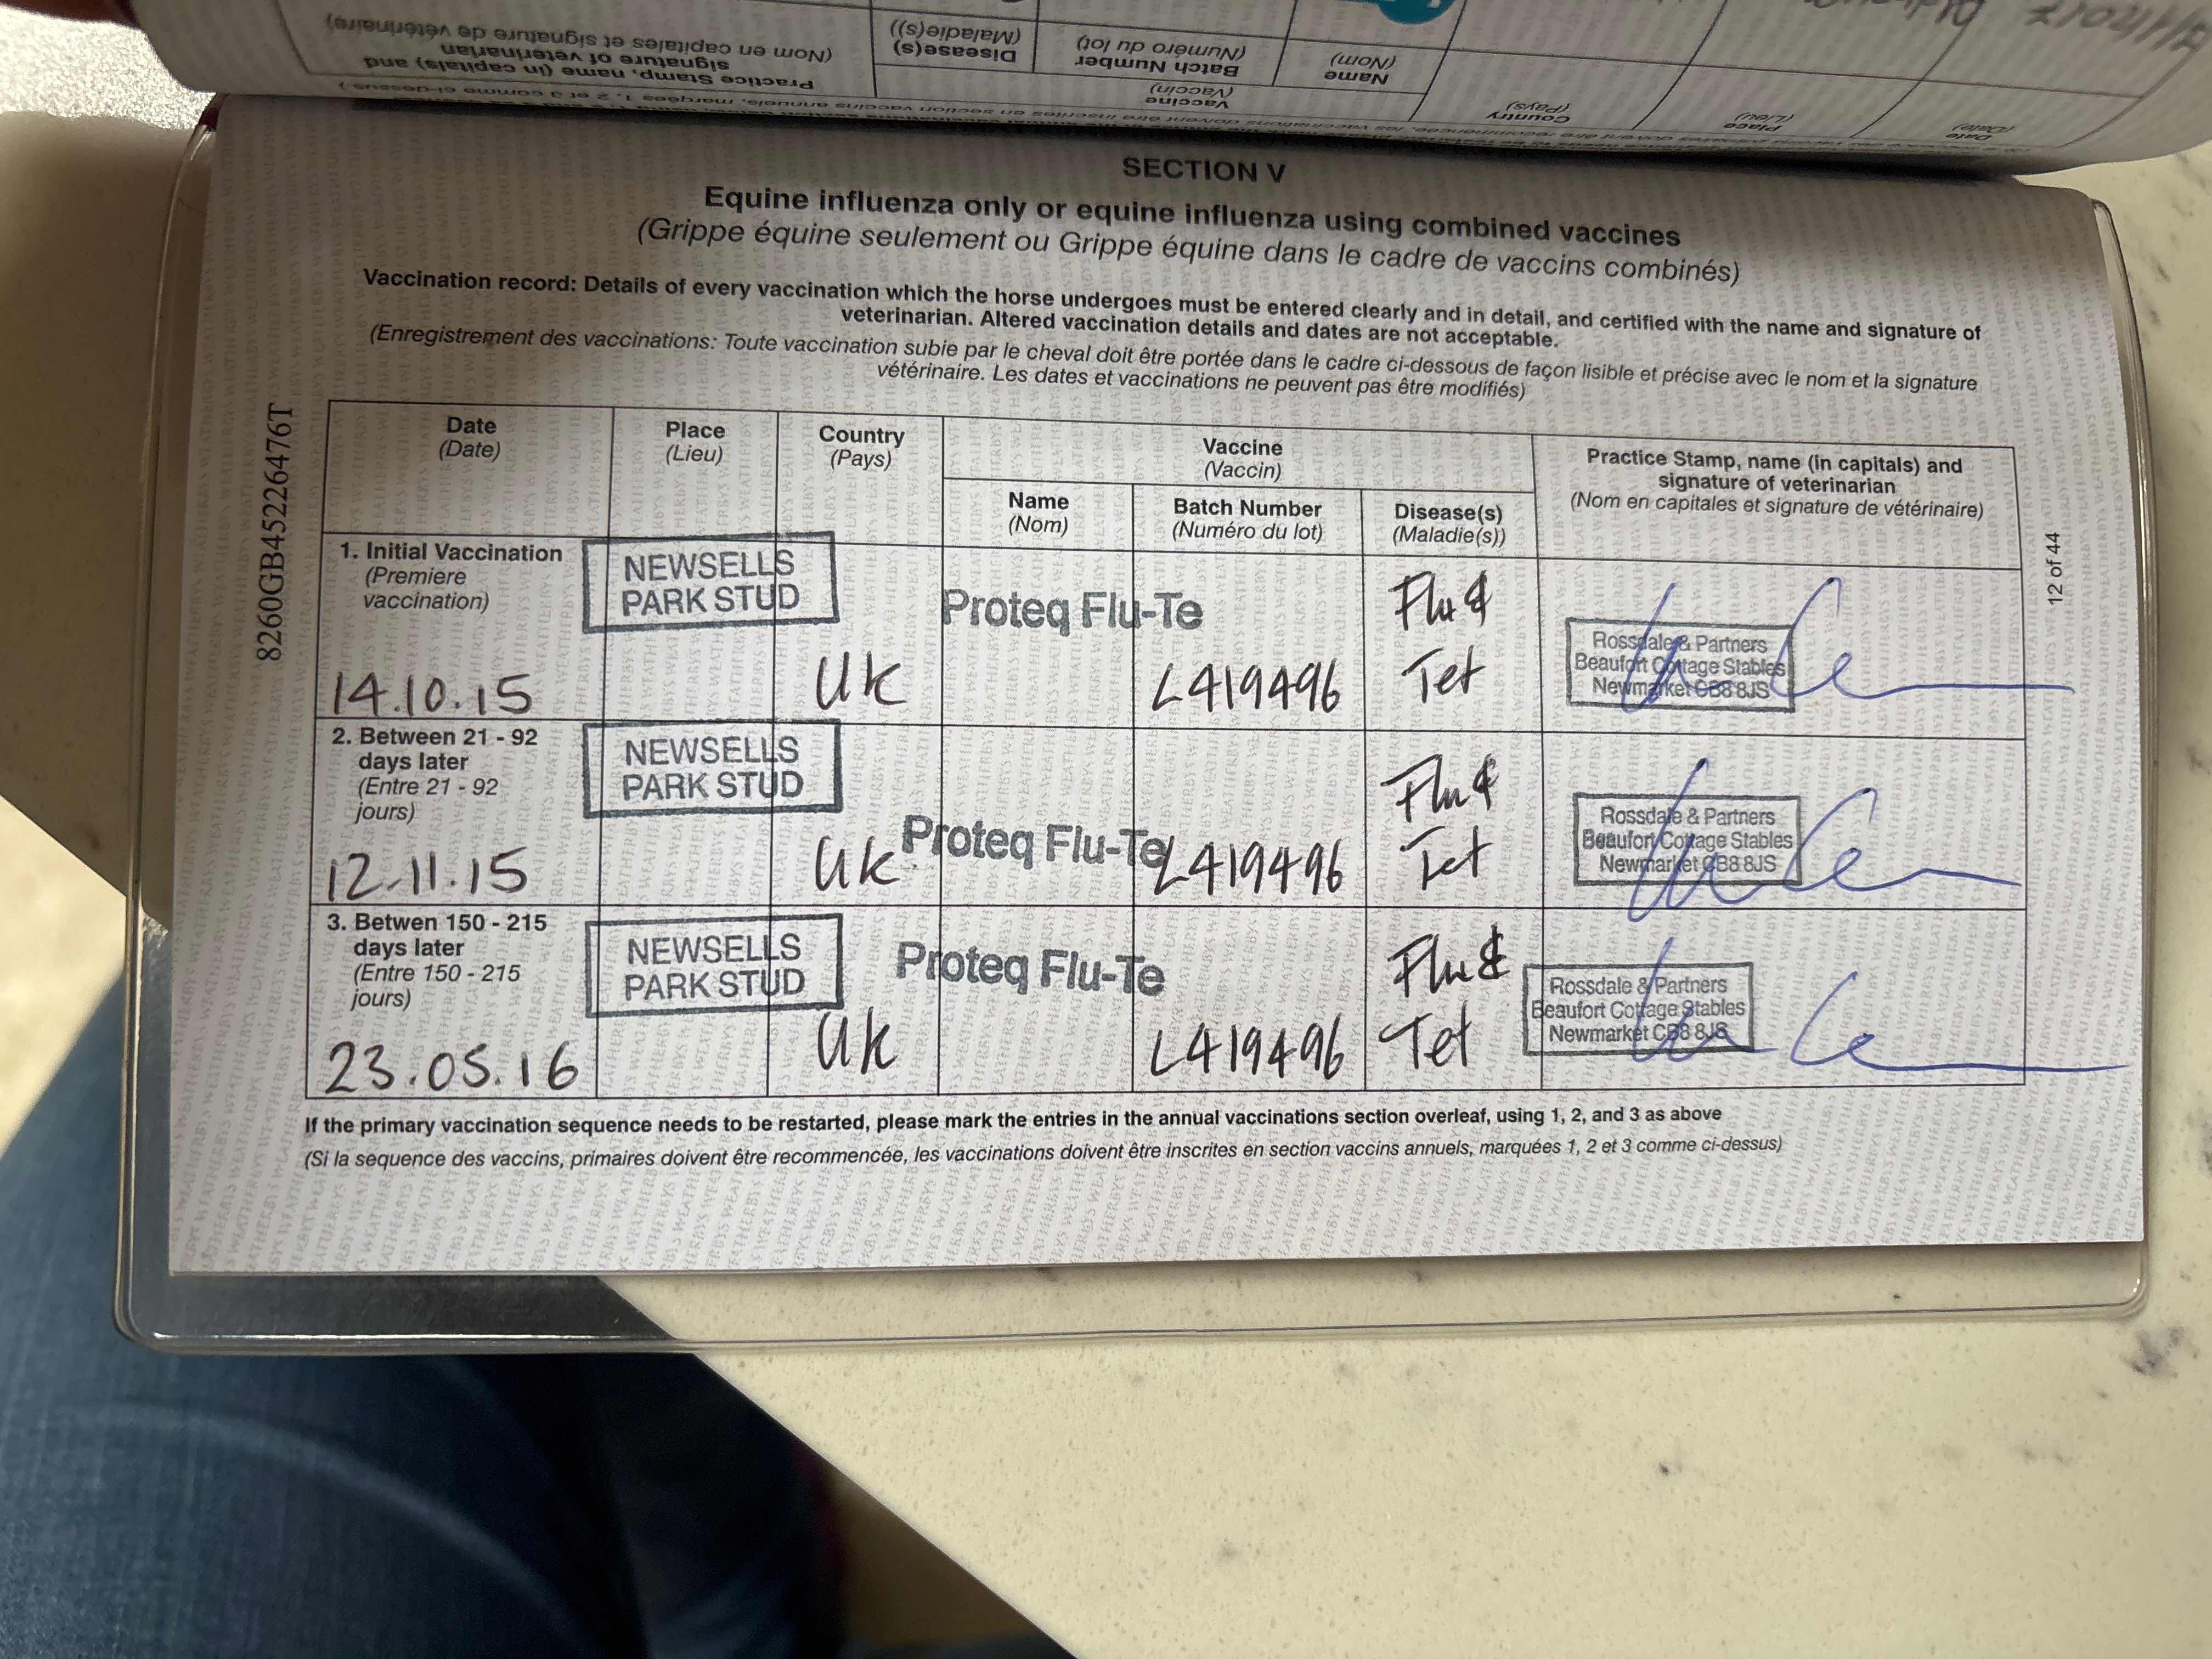 (Nom en capitales et signature de vétérinaire)
Practice Stamp, name (in capitals) and
signature of veterinarian
Disease(s)
(Maladie(s))
Vaccine
(Vaccin)
Batch Number
(Numéro du lot)
Name
(Nom)
Country
(Pays)
Place
(Lieu)
Date
(Date)
SECTION V
Equine influenza only or equine influenza using combined vaccines
(Grippe équine seulement ou Grippe équine dans le cadre de vaccins combinés)
Vaccination record: Details of every vaccination which the horse undergoes must be entered clearly and in detail, and certified with the name and signature of
veterinarian. Altered vaccination details and dates are not acceptable.
(Enregistrement des vaccinations: Toute vaccination subie par le cheval doit être portée dans le cadre ci-dessous de façon lisible et précise avec le nom et la signature
vétérinaire. Les dates et vaccinations ne peuvent pas être modifiés)
8260GB45226476T
12 of 44
Date
(Date)
Place
(Lieu)
Country
(Pays)
Vaccine
(Vaccin)
Name
(Nom)
Batch Number
(Numéro du lot)
Disease(s)
(Maladie(s))
Practice Stamp, name (in capitals) and
signature of veterinarian
(Nom en capitales et signature de vétérinaire)
1. Initial Vaccination
(Premiere
vaccination)
14.10.15
NEWSELLS
PARK STUD
UK
Proteq Flu-Te
L419496
Flu &
Tet
Rossdale & Partners
Beaufort Cottage Stables
Newmarket CB8 8JS
2. Between 21 - 92
days later
(Entre 21 - 92
jours)
12.11.15
NEWSELLS
PARK STUD
UK
Proteq Flu-Te
L419496
Flu &
Tet
Rossdale & Partners
Beaufort Cottage Stables
Newmarket CB8 8JS
3. Betwen 150 - 215
days later
(Entre 150 - 215
jours)
23.05.16
NEWSELLS
PARK STUD
UK
Proteq Flu-Te
L419496
Flu &
Tet
Rossdale & Partners
Beaufort Cottage Stables
Newmarket CB8 8JS
If the primary vaccination sequence needs to be restarted, please mark the entries in the annual vaccinations section overleaf, using 1, 2, and 3 as above
(Si la sequence des vaccins, primaires doivent être recommencée, les vaccinations doivent être inscrites en section vaccins annuels, marquées 1, 2 et 3 comme ci-dessus)